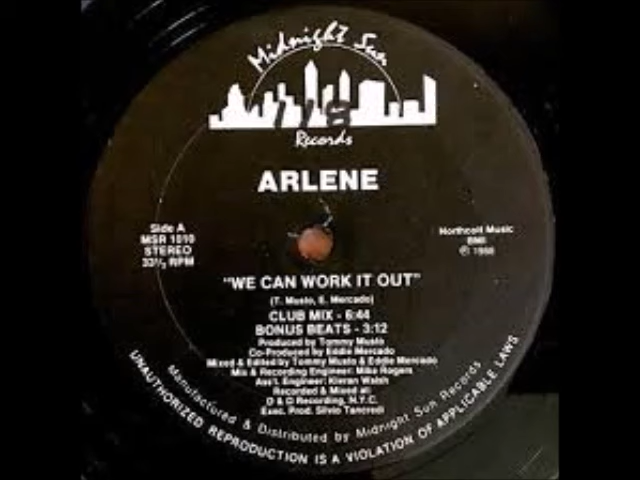 Midnight Sun
118
Records
ARLENE
Side A
MSR 1010
STEREO
33⅓ RPM
Northcott Music
BMI
℗ 1988
"WE CAN WORK IT OUT"
(T. Musto, E. Mercado)
CLUB MIX - 6:44
BONUS BEATS - 3:12
Produced by Tommy Musto
Co-Produced by Eddie Mercado
Mixed & Edited by Tommy Musto & Eddie Mercado
Mix & Recording Engineer: Mike Rogers
Ass't. Engineer: Kieran Walsh
Recorded & Mixed at
D & D Recording, N.Y.C.
Exec. Prod. Silvio Tancredi
Manufactured & Distributed by Midnight Sun Records
UNAUTHORIZED REPRODUCTION IS A VIOLATION OF APPLICABLE LAWS